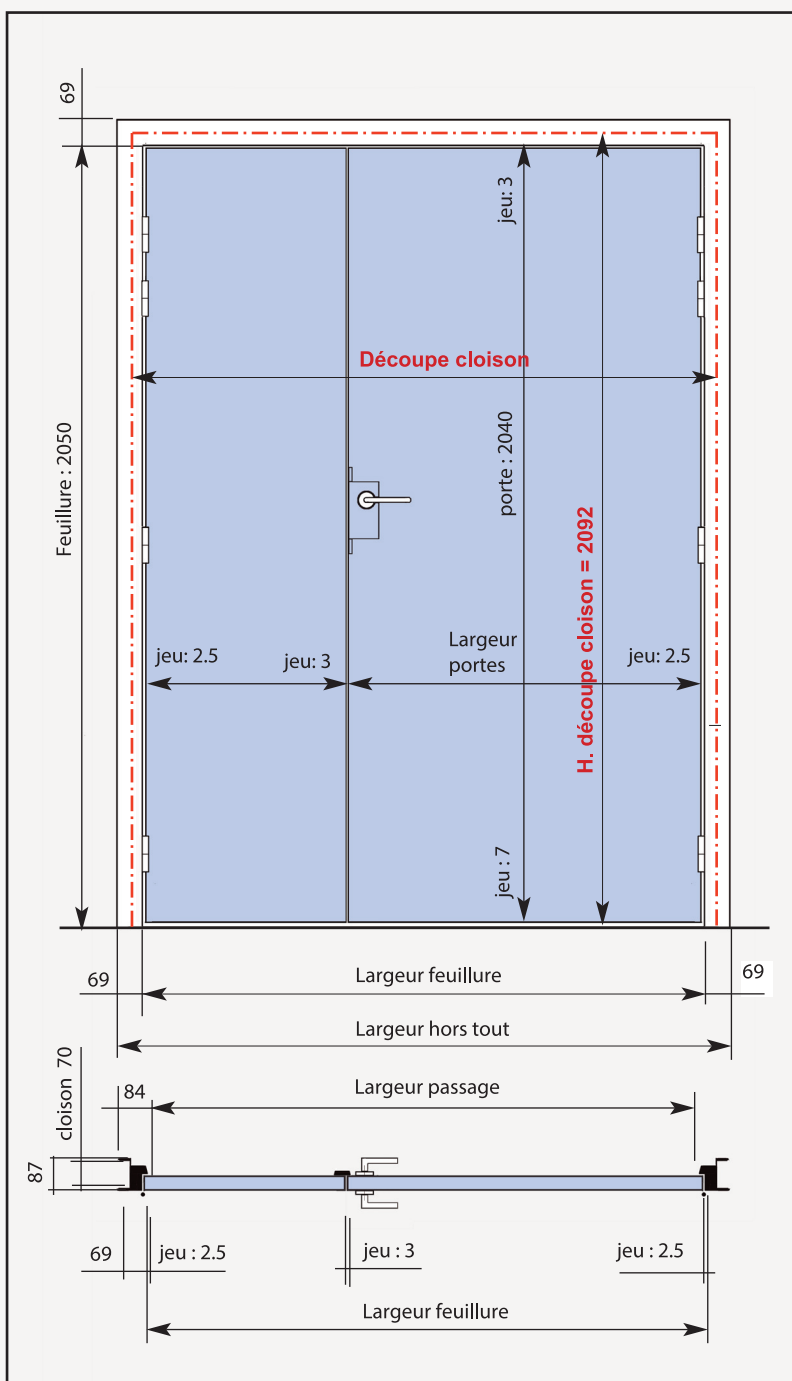 69
Feuillure : 2050
jeu: 3
Découpe cloison
porte : 2040
H. découpe cloison = 2092
jeu: 2.5
jeu: 3
Largeur
portes
jeu: 2.5
jeu : 7
69
Largeur feuillure
69
Largeur hors tout
cloison 70
84
Largeur passage
87
69
jeu : 2.5
jeu : 3
jeu : 2.5
Largeur feuillure